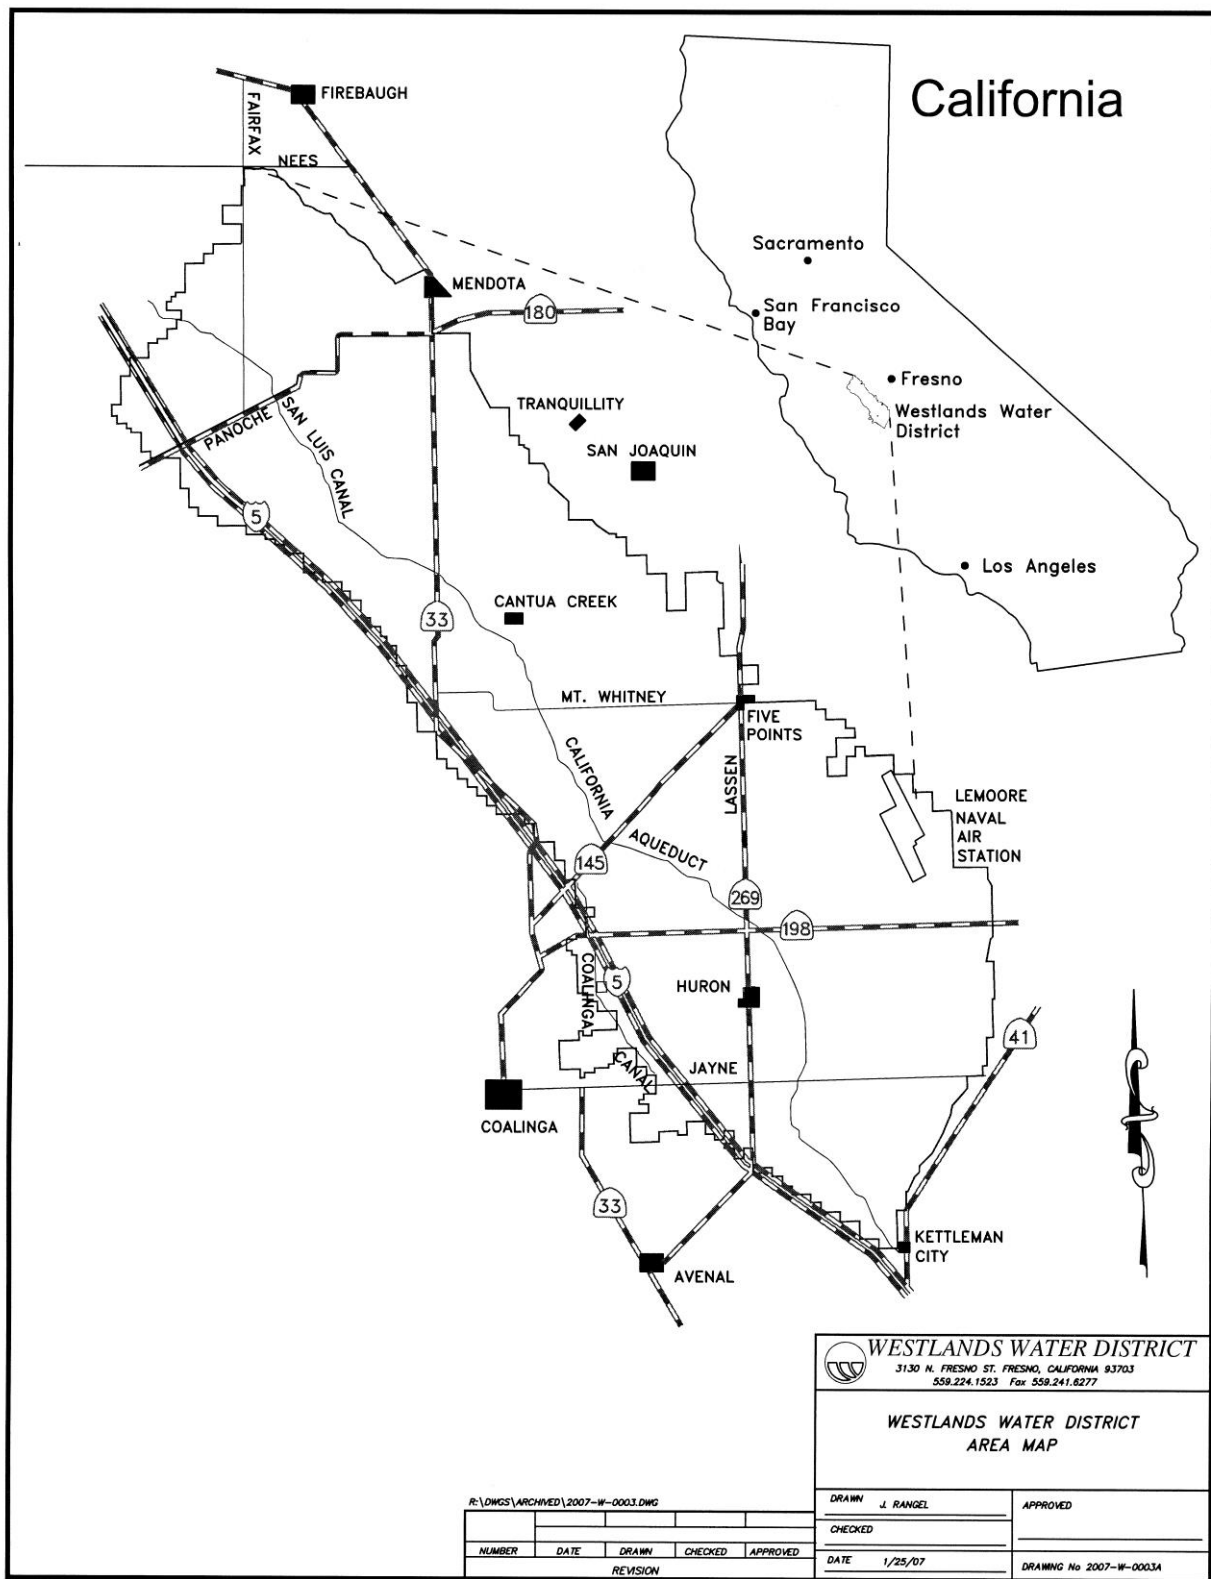 California
FIREBAUGH
FAIRFAX
NEES
MENDOTA
180
Sacramento
San Francisco
Bay
Fresno
Westlands Water
District
Los Angeles
TRANQUILLITY
SAN JOAQUIN
PANOCHE
SAN LUIS CANAL
5
33
CANTUA CREEK
MT. WHITNEY
FIVE
POINTS
CALIFORNIA
AQUEDUCT
LASSEN
LEMOORE
NAVAL
AIR
STATION
145
269
198
COALINGA
CANAL
5
HURON
41
JAYNE
COALINGA
33
AVENAL
KETTLEMAN
CITY
WESTLANDS WATER DISTRICT
3130 N. FRESNO ST. FRESNO, CALIFORNIA 93703
559.224.1523 Fax 559.241.6277
WESTLANDS WATER DISTRICT
AREA MAP
R:\DWGS\ARCHIVED\2007-W-0003.DWG
NUMBER DATE DRAWN CHECKED APPROVED
REVISION
DRAWN J. RANGEL
CHECKED
DATE 1/25/07
APPROVED
DRAWING No 2007-W-0003A